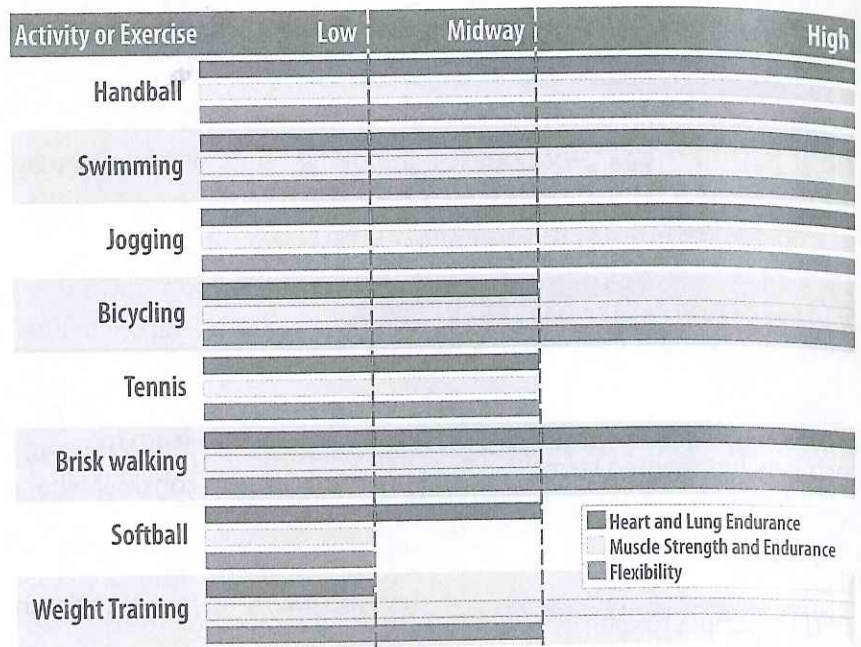 Activity or Exercise Low Midway High
Handball
Swimming
Jogging
Bicycling
Tennis
Brisk walking
Softball
Weight Training
Heart and Lung Endurance
Muscle Strength and Endurance
Flexibility